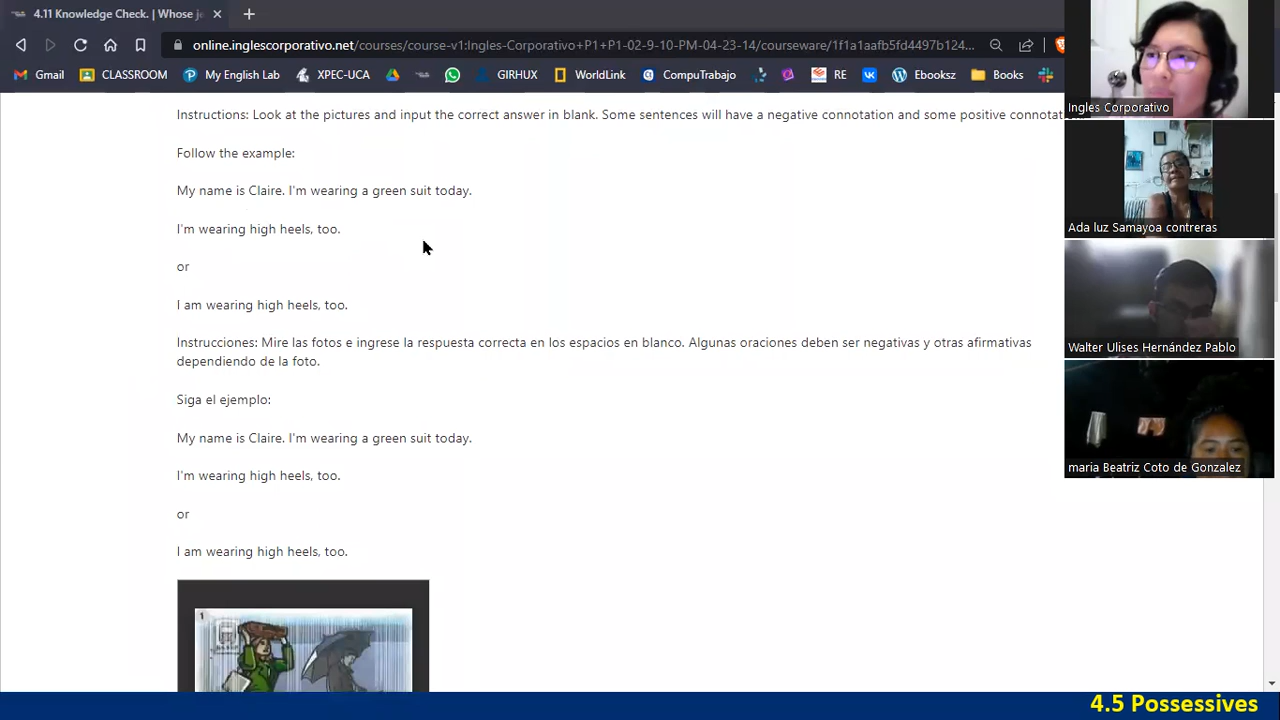 4.11 Knowledge Check. | Whose je
online.inglescorporativo.net/courses/course-v1:Ingles-Corporativo+P1+P1-02-9-10-PM-04-23-14/courseware/1f1a1aafb5fd4497b124...
Gmail CLASSROOM My English Lab XPEC-UCA GIRHUX WorldLink CompuTrabajo RE Ebooksz Books
Instructions: Look at the pictures and input the correct answer in blank. Some sentences will have a negative connotation and some positive connotat
Follow the example:
My name is Claire. I'm wearing a green suit today.
I'm wearing high heels, too.
or
I am wearing high heels, too.
Instrucciones: Mire las fotos e ingrese la respuesta correcta en los espacios en blanco. Algunas oraciones deben ser negativas y otras afirmativas
dependiendo de la foto.
Siga el ejemplo:
My name is Claire. I'm wearing a green suit today.
I'm wearing high heels, too.
or
I am wearing high heels, too.
1
Ingles Corporativo
Ada luz Samayoa contreras
Walter Ulises Hernández Pablo
maria Beatriz Coto de Gonzalez
4.5 Possessives